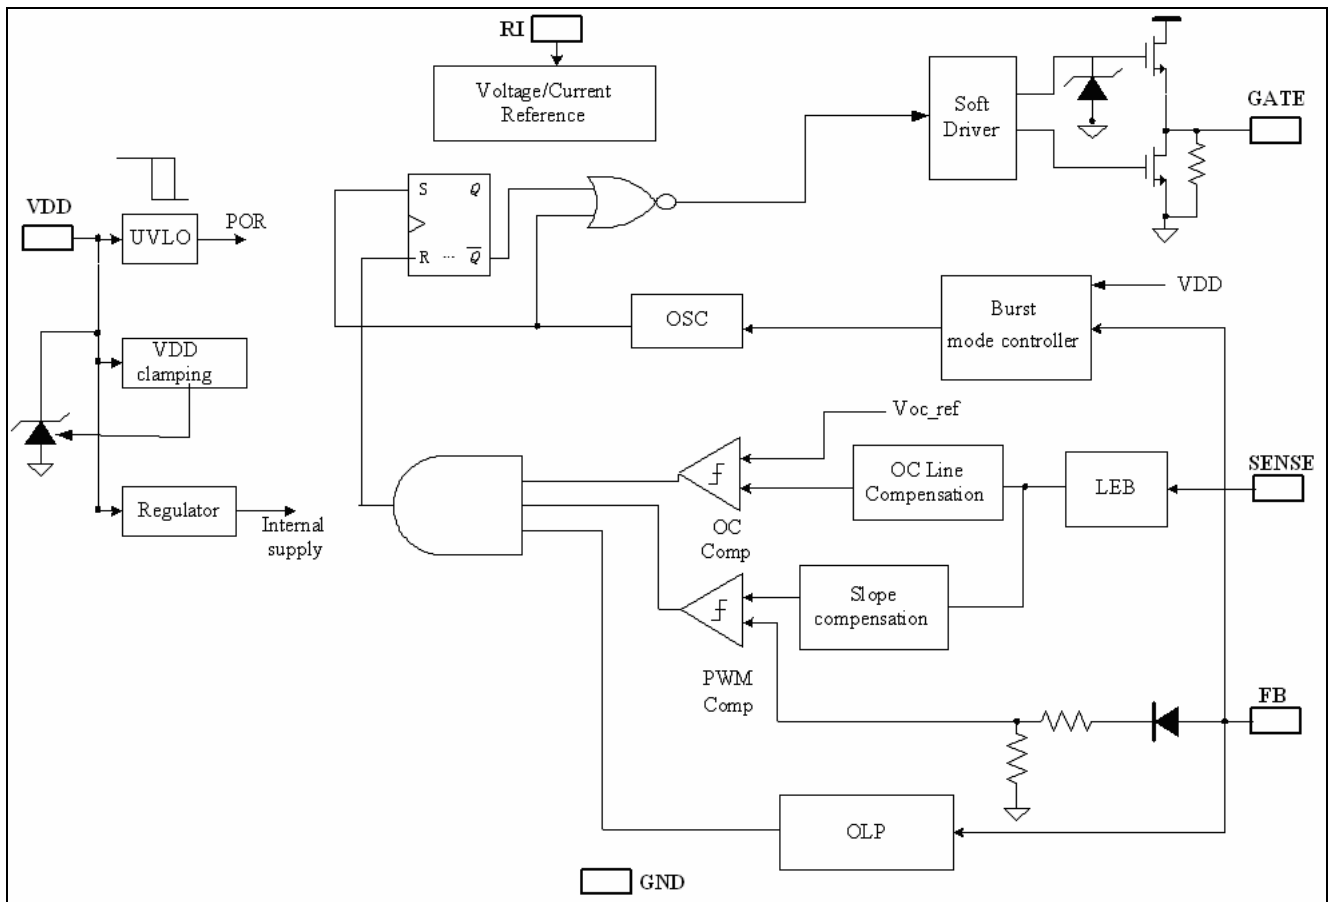 RI
Voltage/Current
Reference
Soft
Driver
GATE
VDD
UVLO
POR
S Q
R ... Q̅
OSC
Burst
mode controller
VDD
VDD
clamping
Voc_ref
OC Line
Compensation
LEB
SENSE
Regulator
Internal
supply
OC
Comp
Slope
compensation
PWM
Comp
FB
OLP
GND